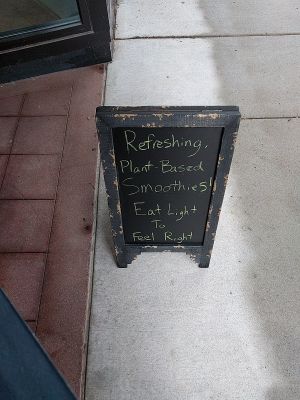 Refreshing,
Plant-Based
Smoothies!
Eat Light
To
Feel Right